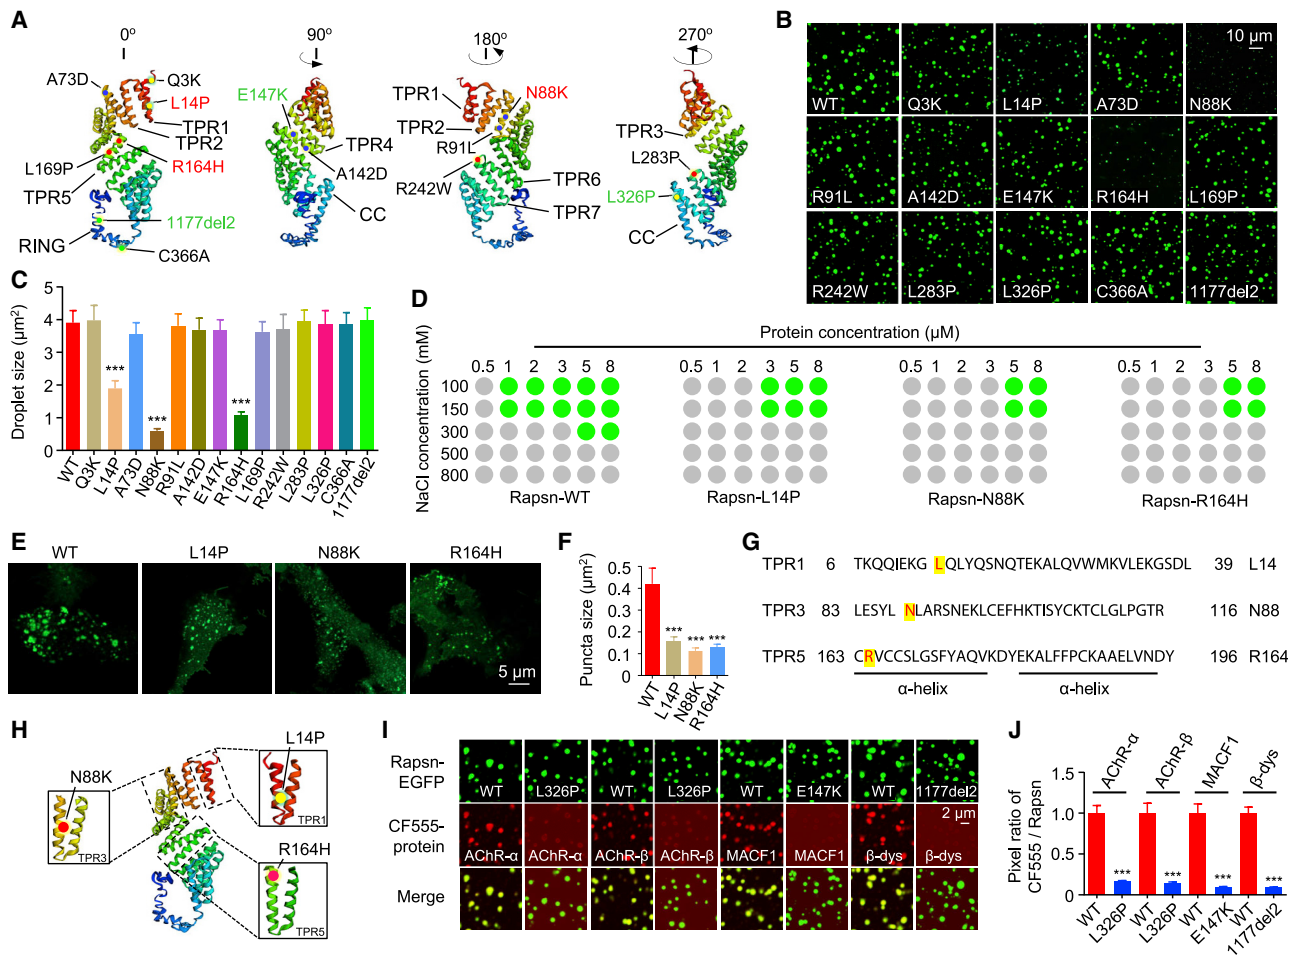 A
0º
90º
180º
270º
A73D
Q3K
L14P
TPR1
TPR2
L169P
R164H
TPR5
1177del2
RING
C366A
E147K
TPR4
A142D
CC
TPR1
N88K
TPR2
R91L
R242W
TPR6
TPR7
TPR3
L283P
L326P
CC
B
10 µm
WT
Q3K
L14P
A73D
N88K
R91L
A142D
E147K
R164H
L169P
R242W
L283P
L326P
C366A
1177del2
C
Droplet size (µm²)
5
4
3
2
1
0
***
***
***
WT
Q3K
L14P
A73D
N88K
R91L
A142D
E147K
R164H
L169P
R242W
L283P
L326P
C366A
1177del2
D
Protein concentration (µM)
NaCl concentration (mM)
0.5 1 2 3 5 8
0.5 1 2 3 5 8
0.5 1 2 3 5 8
0.5 1 2 3 5 8
100
150
300
500
800
Rapsn-WT
Rapsn-L14P
Rapsn-N88K
Rapsn-R164H
E
WT
L14P
N88K
R164H
5 µm
F
Puncta size (µm²)
0.5
0.4
0.3
0.2
0.1
0
***
***
***
WT
L14P
N88K
R164H
G
TPR1 6 TKQQIEKG LQLYQSNQTEKALQVWMKVLEKGSDL 39 L14
TPR3 83 LESYL NLARSNEKLCEFHKTISYCKTCLGLPGTR 116 N88
TPR5 163 CRVCCSLGSFYAQVKDYEKALFFPCKAAELVNDY 196 R164
α-helix
α-helix
H
N88K
TPR3
L14P
TPR1
R164H
TPR5
I
Rapsn-
EGFP
WT
L326P
WT
L326P
WT
E147K
WT
1177del2
CF555-
protein
2 µm
AChR-α
AChR-α
AChR-β
AChR-β
MACF1
MACF1
β-dys
β-dys
Merge
J
Pixel ratio of
CF555 / Rapsn
AChR-α
AChR-β
MACF1
β-dys
1.5
1.0
0.5
0
***
***
***
***
WT
L326P
WT
L326P
WT
E147K
WT
1177del2